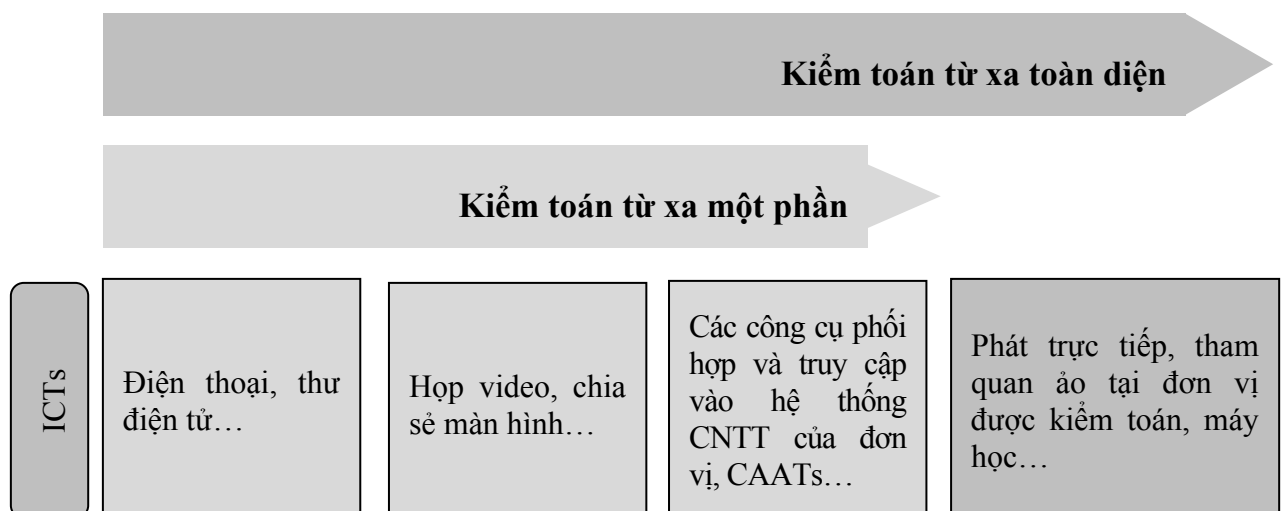 Kiểm toán từ xa toàn diện
Kiểm toán từ xa một phần
ICTs
Điện thoại, thư
điện tử…
Họp video, chia
sẻ màn hình…
Các công cụ phối
hợp và truy cập
vào hệ thống
CNTT của đơn
vị, CAATs…
Phát trực tiếp, tham
quan ảo tại đơn vị
được kiểm toán, máy
học…